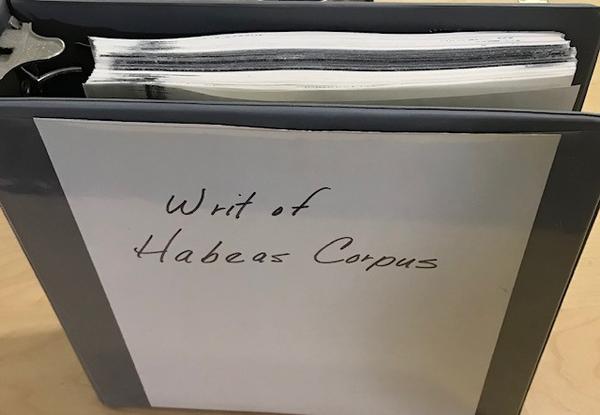 Writ of
Habeas Corpus